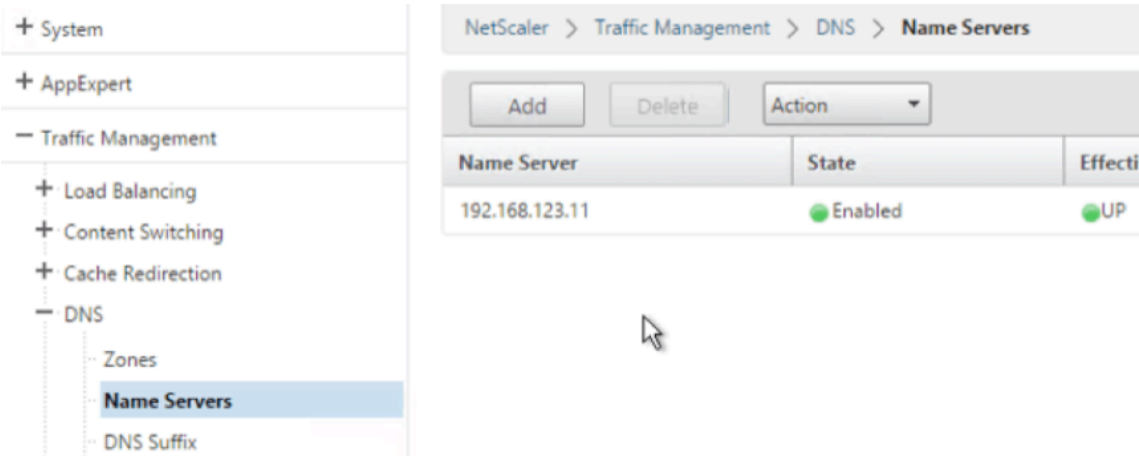 System
AppExpert
Traffic Management
Load Balancing
Content Switching
Cache Redirection
DNS
Zones
Name Servers
DNS Suffix
NetScaler > Traffic Management > DNS > Name Servers
Add Delete Action
Name Server State Effecti
192.168.123.11 Enabled UP